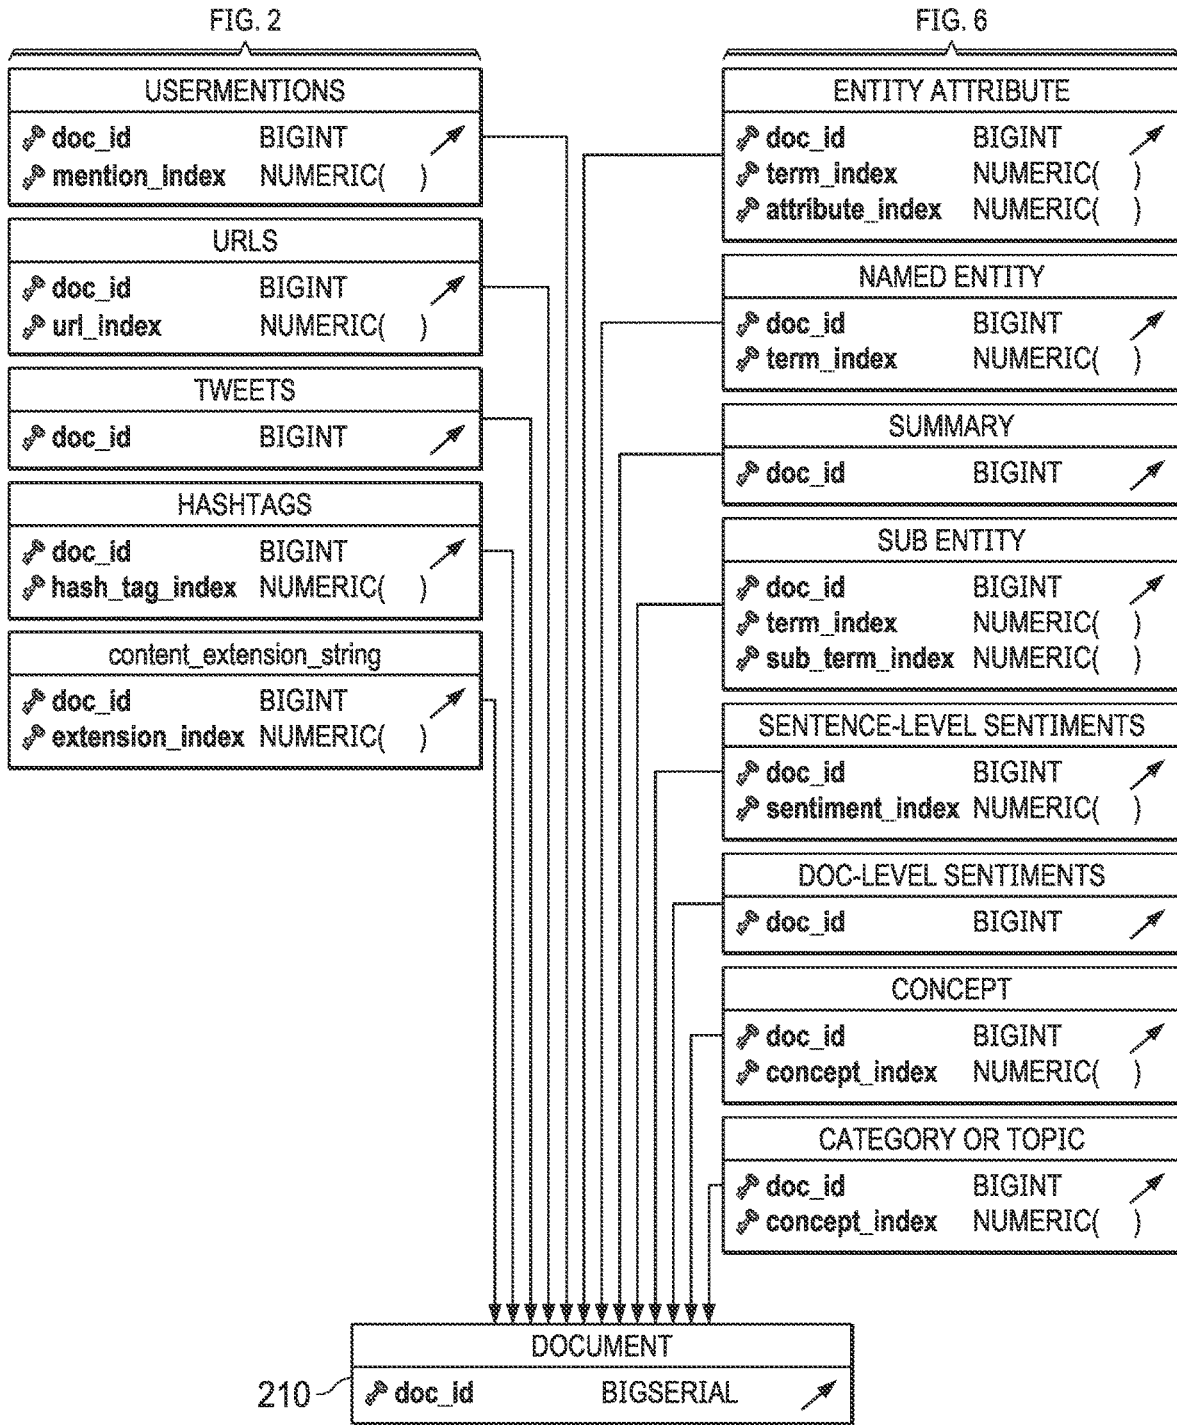 FIG. 2
USERMENTIONS
doc_id BIGINT
mention_index NUMERIC( )
URLS
doc_id BIGINT
url_index NUMERIC( )
TWEETS
doc_id BIGINT
HASHTAGS
doc_id BIGINT
hash_tag_index NUMERIC( )
content_extension_string
doc_id BIGINT
extension_index NUMERIC( )
FIG. 6
ENTITY ATTRIBUTE
doc_id BIGINT
term_index NUMERIC( )
attribute_index NUMERIC( )
NAMED ENTITY
doc_id BIGINT
term_index NUMERIC( )
SUMMARY
doc_id BIGINT
SUB ENTITY
doc_id BIGINT
term_index NUMERIC( )
sub_term_index NUMERIC( )
SENTENCE-LEVEL SENTIMENTS
doc_id BIGINT
sentiment_index NUMERIC( )
DOC-LEVEL SENTIMENTS
doc_id BIGINT
CONCEPT
doc_id BIGINT
concept_index NUMERIC( )
CATEGORY OR TOPIC
doc_id BIGINT
concept_index NUMERIC( )
DOCUMENT
210 doc_id BIGSERIAL